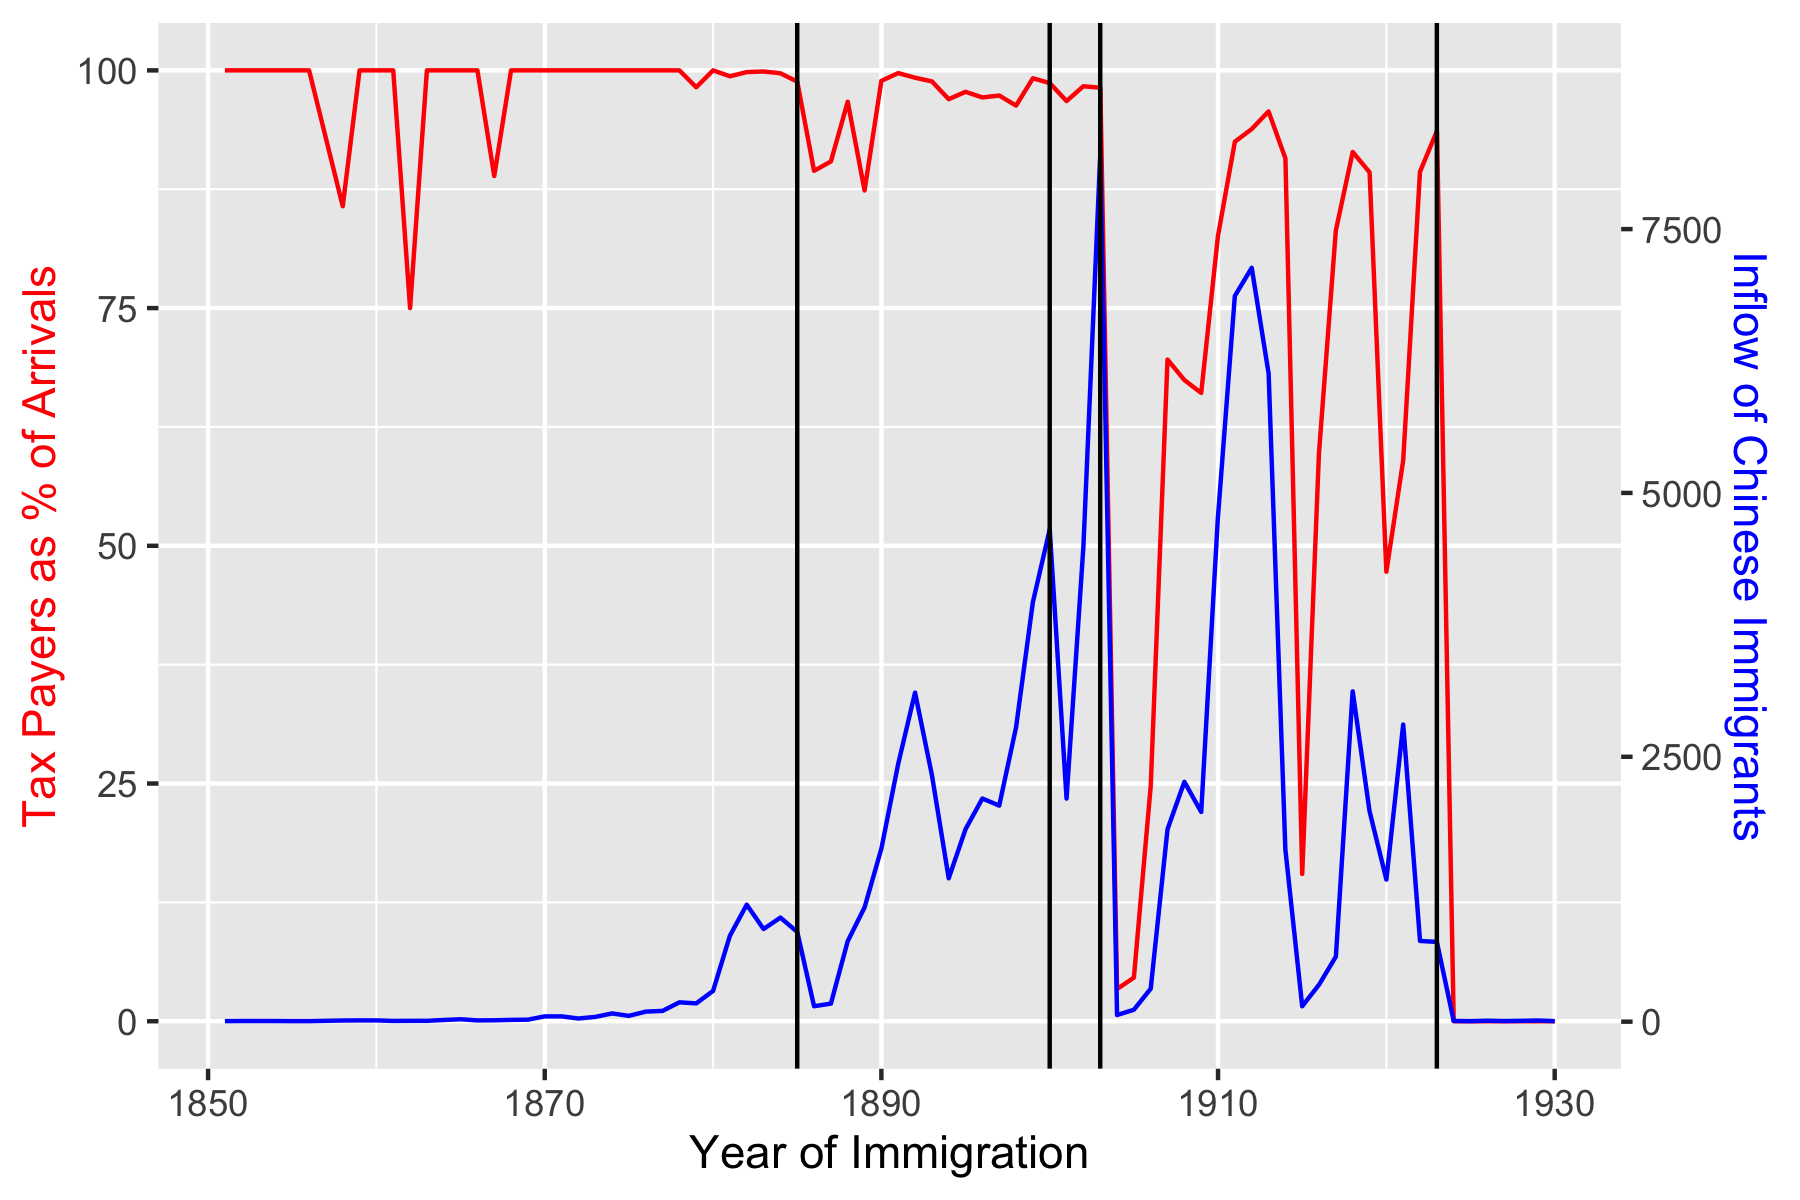 Tax Payers as % of Arrivals
100
75
50
25
0
7500
5000
2500
0
Inflow of Chinese Immigrants
1850 1870 1890 1910 1930
Year of Immigration